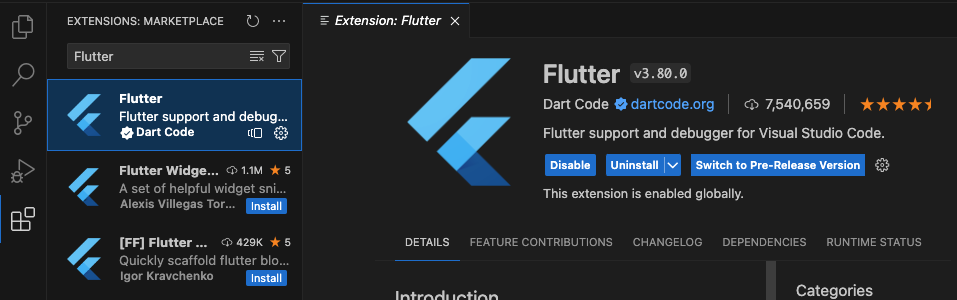 EXTENSIONS: MARKETPLACE
Flutter
Flutter
Flutter support and debug...
Dart Code
Flutter Widge... 1.1M 5
A set of helpful widget sni...
Alexis Villegas Tor... Install
[FF] Flutter ... 429K 5
Quickly scaffold flutter blo...
Igor Kravchenko Install
Extension: Flutter
Flutter v3.80.0
Dart Code dartcode.org 7,540,659
Flutter support and debugger for Visual Studio Code.
Disable Uninstall Switch to Pre-Release Version
This extension is enabled globally.
DETAILS FEATURE CONTRIBUTIONS CHANGELOG DEPENDENCIES RUNTIME STATUS
Introduction
Categories